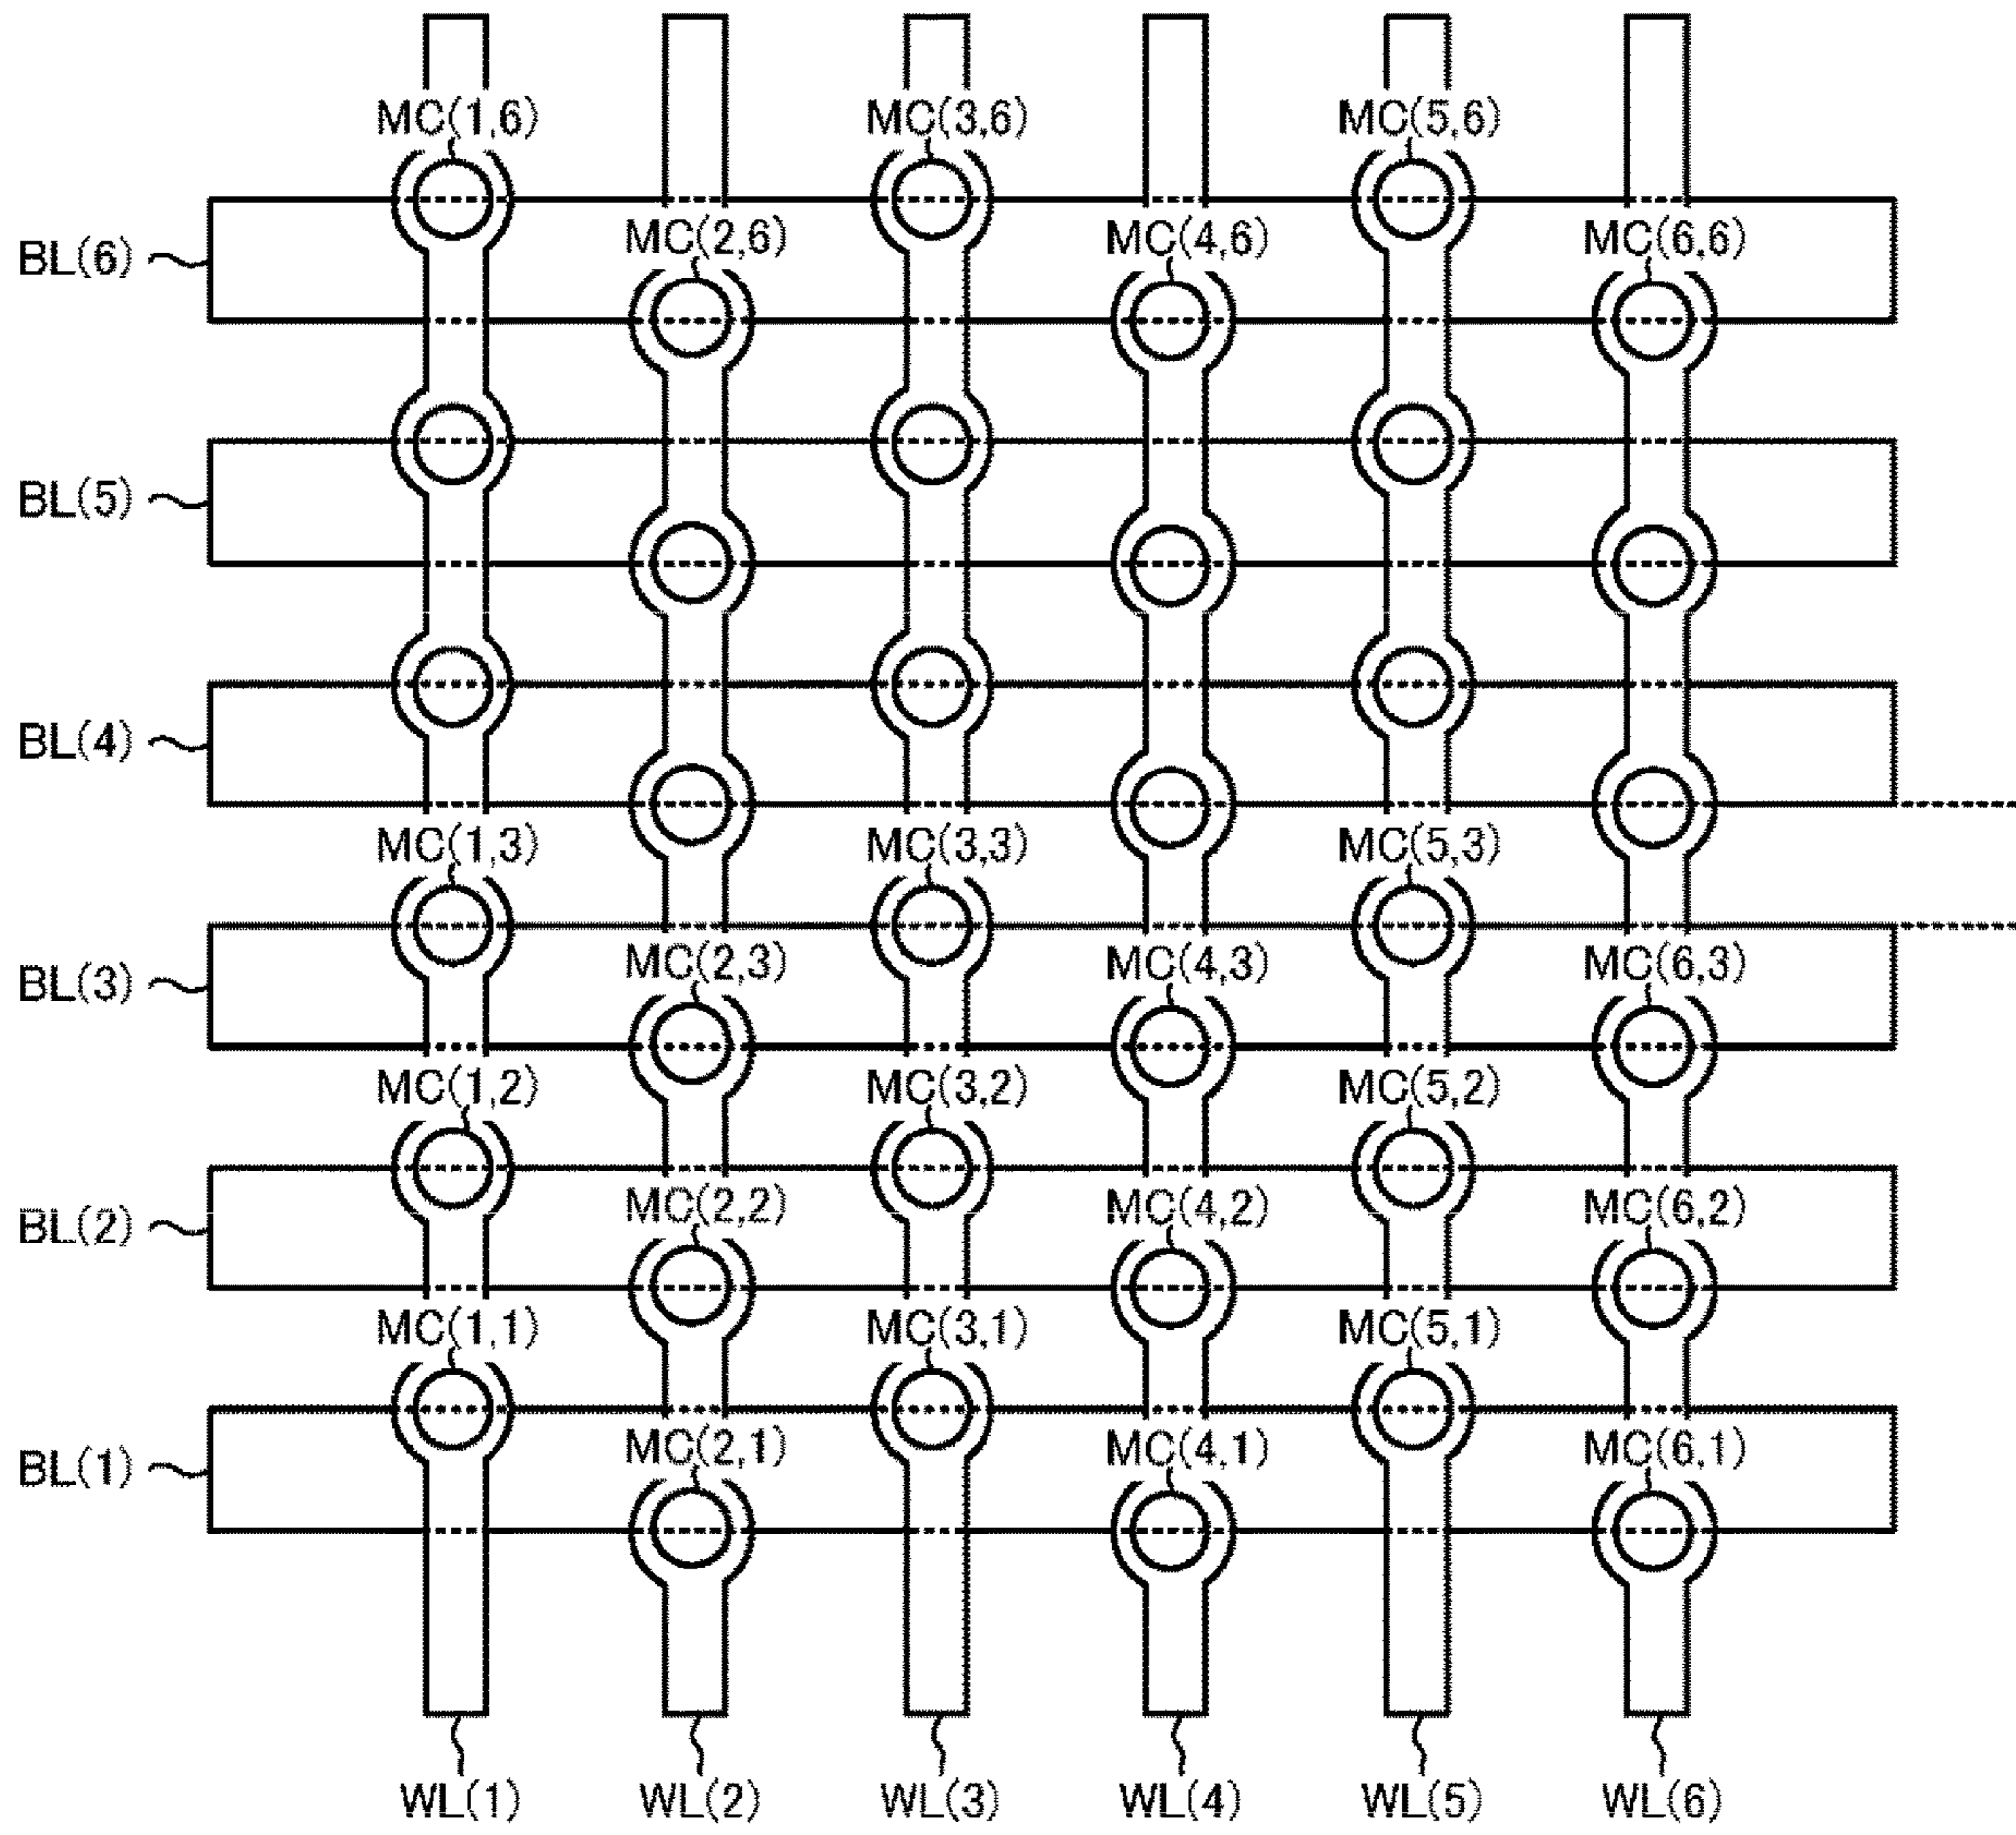 MC(1,6) MC(3,6) MC(5,6)
BL(6) MC(2,6) MC(4,6) MC(6,6)
BL(5)
BL(4)
MC(1,3) MC(3,3) MC(5,3)
BL(3) MC(2,3) MC(4,3) MC(6,3)
MC(1,2) MC(3,2) MC(5,2)
BL(2) MC(2,2) MC(4,2) MC(6,2)
MC(1,1) MC(3,1) MC(5,1)
BL(1) MC(2,1) MC(4,1) MC(6,1)
WL(1) WL(2) WL(3) WL(4) WL(5) WL(6)